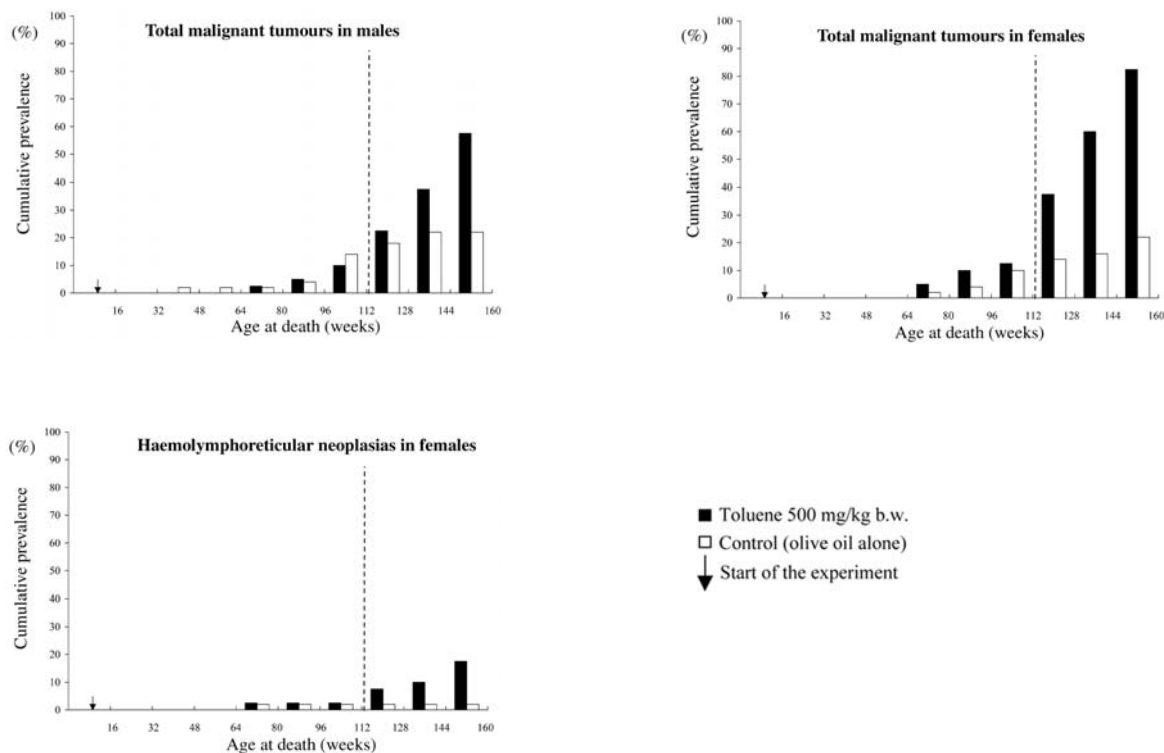 Total malignant tumours in males
(%)
Cumulative prevalence
100
90
80
70
60
50
40
30
20
10
0
16 32 48 64 80 96 112 128 144 160
Age at death (weeks)
Total malignant tumours in females
(%)
Cumulative prevalence
100
90
80
70
60
50
40
30
20
10
0
16 32 48 64 80 96 112 128 144 160
Age at death (weeks)
Haemolymphoreticular neoplasias in females
(%)
Cumulative prevalence
100
90
80
70
60
50
40
30
20
10
0
16 32 48 64 80 96 112 128 144 160
Age at death (weeks)
Toluene 500 mg/kg b.w.
Control (olive oil alone)
Start of the experiment